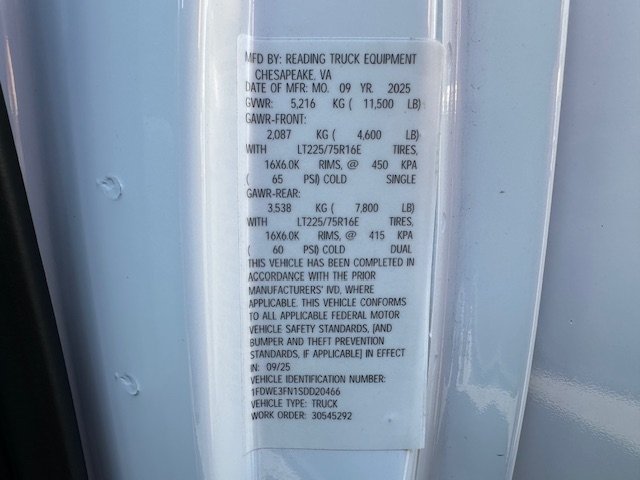 MFD BY: READING TRUCK EQUIPMENT
CHESAPEAKE, VA
DATE OF MFR: MO. 09 YR. 2025
GVWR: 5,216 KG ( 11,500 LB)
GAWR-FRONT:
2,087 KG ( 4,600 LB)
WITH LT225/75R16E TIRES,
16X6.0K RIMS, @ 450 KPA
( 65 PSI) COLD SINGLE
GAWR-REAR:
3,538 KG ( 7,800 LB)
WITH LT225/75R16E TIRES,
16X6.0K RIMS, @ 415 KPA
( 60 PSI) COLD DUAL
THIS VEHICLE HAS BEEN COMPLETED IN
ACCORDANCE WITH THE PRIOR
MANUFACTURERS' IVD, WHERE
APPLICABLE. THIS VEHICLE CONFORMS
TO ALL APPLICABLE FEDERAL MOTOR
VEHICLE SAFETY STANDARDS, [AND
BUMPER AND THEFT PREVENTION
STANDARDS, IF APPLICABLE] IN EFFECT
IN: 09/25
VEHICLE IDENTIFICATION NUMBER:
1FDWE3FN1SDD20466
VEHICLE TYPE: TRUCK
WORK ORDER: 30545292